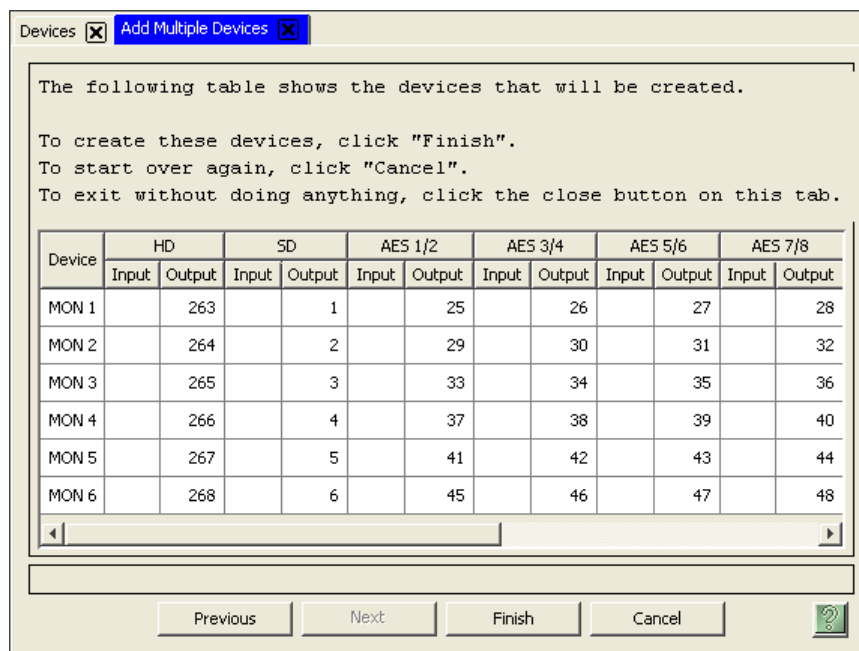 Devices Add Multiple Devices
The following table shows the devices that will be created.
To create these devices, click "Finish".
To start over again, click "Cancel".
To exit without doing anything, click the close button on this tab.
Device HD SD AES 1/2 AES 3/4 AES 5/6 AES 7/8
Input Output Input Output Input Output Input Output Input Output Input Output
MON 1 263 1 25 26 27 28
MON 2 264 2 29 30 31 32
MON 3 265 3 33 34 35 36
MON 4 266 4 37 38 39 40
MON 5 267 5 41 42 43 44
MON 6 268 6 45 46 47 48
Previous Next Finish Cancel ?